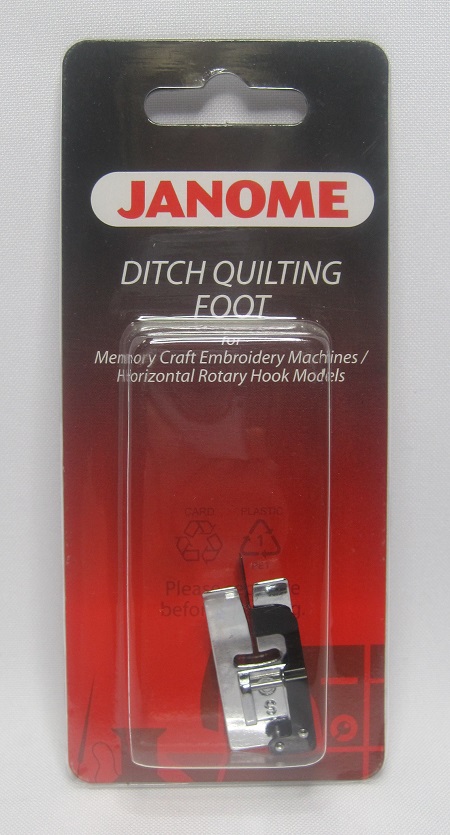 JANOME
DITCH QUILTING
FOOT
for
Memory Craft Embroidery Machines /
Horizontal Rotary Hook Models
CARD PLASTIC
1
PET
Please
before
S